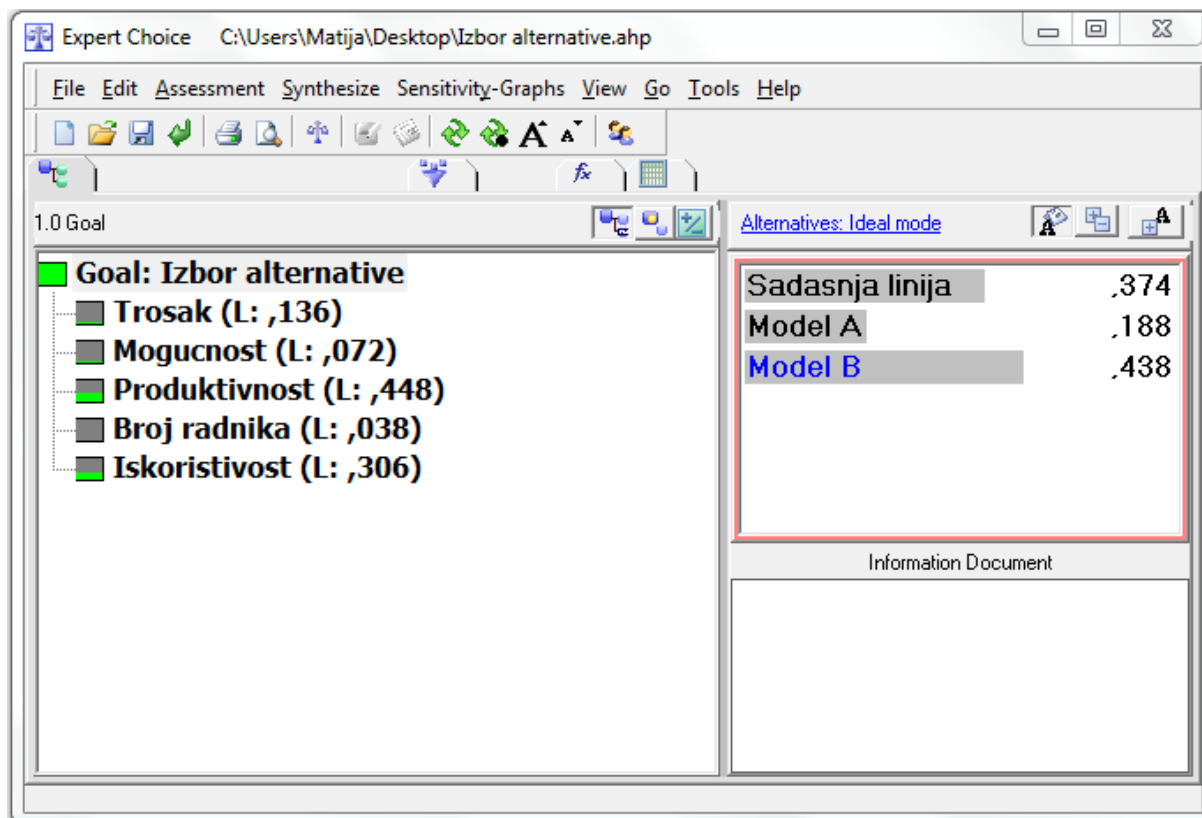 Expert Choice C:\Users\Matija\Desktop\Izbor alternative.ahp
File Edit Assessment Synthesize Sensitivity-Graphs View Go Tools Help
1.0 Goal
Alternatives: Ideal mode
Goal: Izbor alternative
Trosak (L: ,136)
Mogucnost (L: ,072)
Produktivnost (L: ,448)
Broj radnika (L: ,038)
Iskoristivost (L: ,306)
Sadasnja linija ,374
Model A ,188
Model B ,438
Information Document